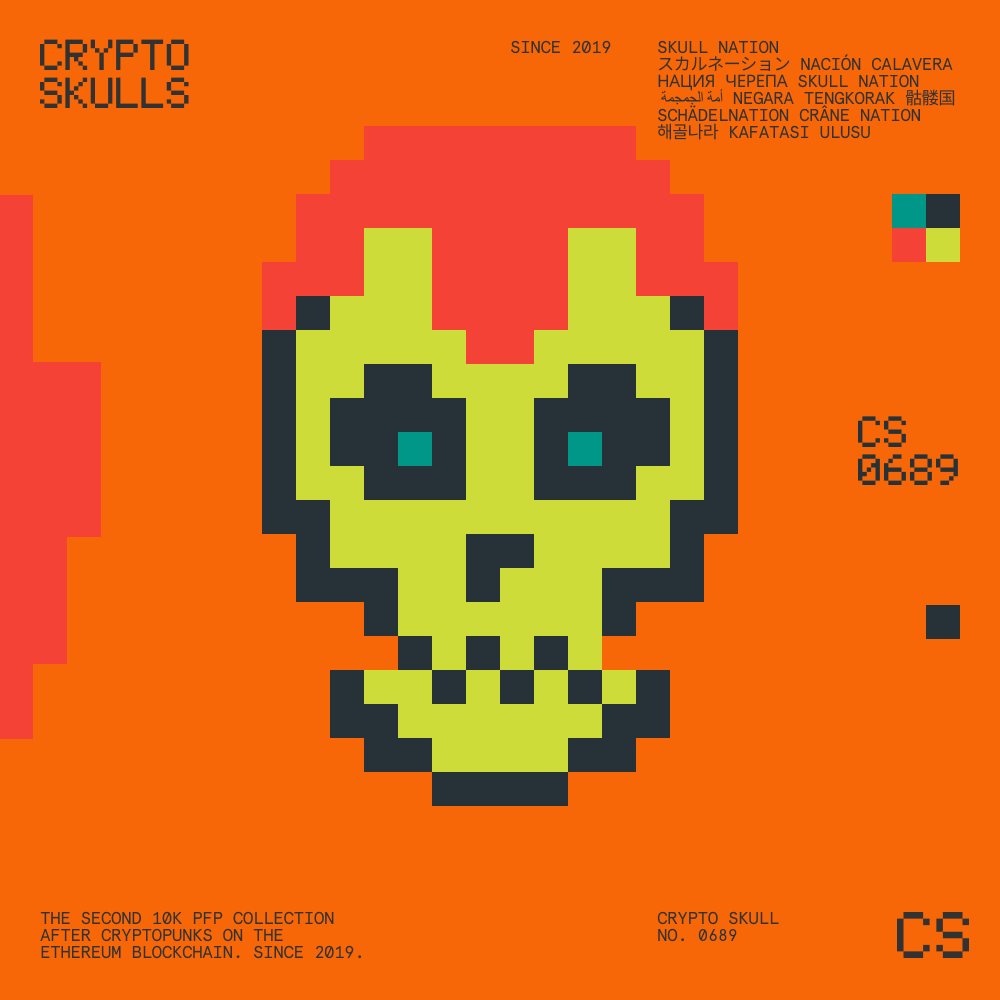 CRYPTO
SKULLS
SINCE 2019
SKULL NATION
スカルネーション NACIÓN CALAVERA
НАЦИЯ ЧЕРЕПА SKULL NATION
أمة الجمجمة NEGARA TENGKORAK 骷髅国
SCHÄDELNATION CRÂNE NATION
해골나라 KAFATASI ULUSU
CS
0689
THE SECOND 10K PFP COLLECTION
AFTER CRYPTOPUNKS ON THE
ETHEREUM BLOCKCHAIN. SINCE 2019.
CRYPTO SKULL
NO. 0689
CS